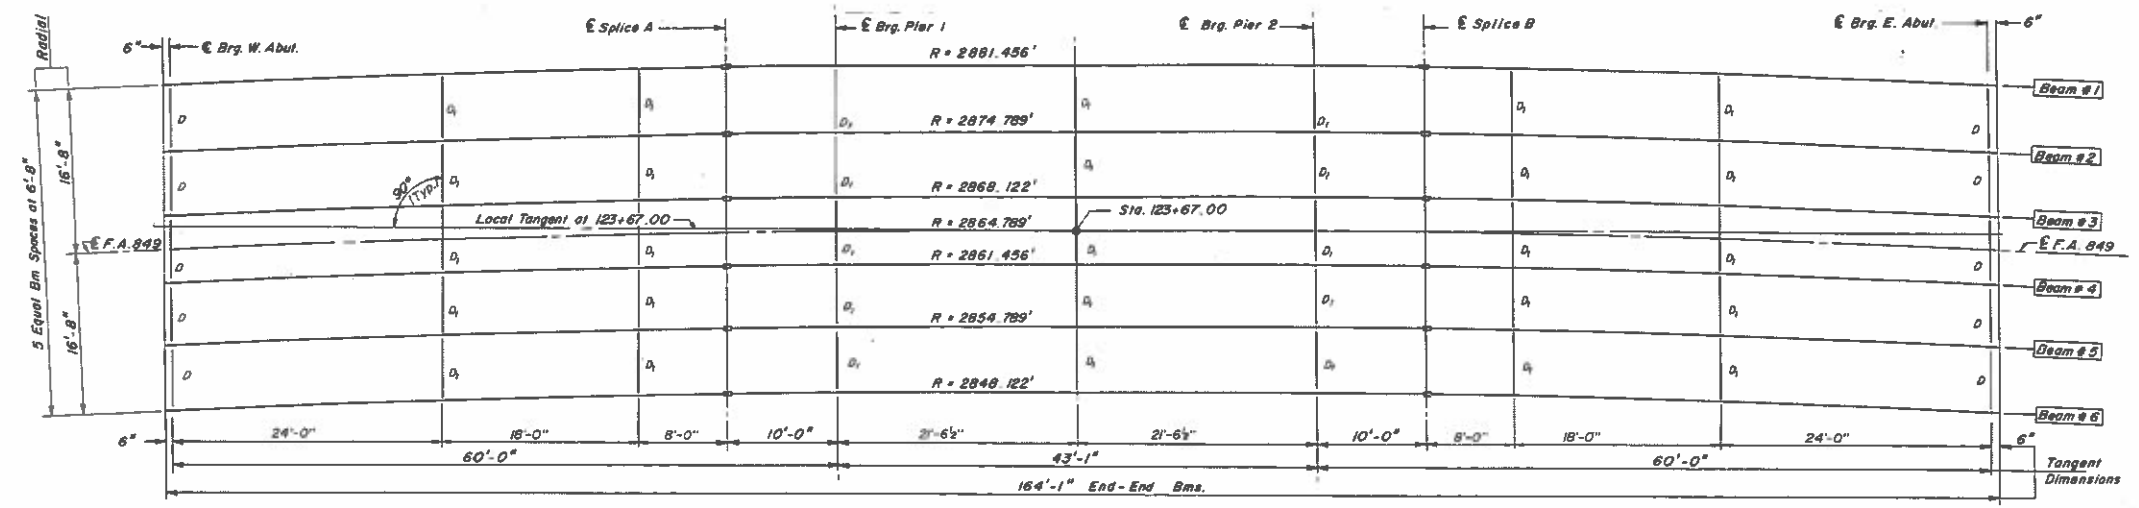 ℄ Splice A
℄ Brg. Pier 1
℄ Brg. Pier 2
℄ Splice B
℄ Brg. E. Abut.
6"
Radial
6"
℄ Brg. W. Abut.
R = 2881.456'
Beam #1
D
D₁
D₁
D₁
R = 2874.789'
D₁
D₁
D₁
D₁
D
16'-8"
Beam #2
5 Equal Bm Spaces at 6'-8"
D
90°
(Typ.)
D₁
D₁
D₁
R = 2868.122'
D₁
D₁
D₁
D₁
D
Local Tangent at 123+67.00
R = 2864.789'
Sta. 123+67.00
Beam #3
℄ F.A. 849
℄ F.A. 849
D
D₁
D₁
D₁
R = 2861.456'
D₁
D₁
D₁
D₁
D
Beam #4
16'-8"
D
D₁
D₁
D₁
R = 2854.789'
D₁
D₁
D₁
D
Beam #5
D
D₁
D₁
D₁
R = 2848.122'
D₁
D₁
D₁
D₁
D
Beam #6
6"
24'-0"
18'-0"
8'-0"
10'-0"
21'-6½"
21'-6½"
10'-0"
8'-0"
18'-0"
24'-0"
6"
60'-0"
43'-1"
60'-0"
Tangent
Dimensions
164'-1" End-End Bms.